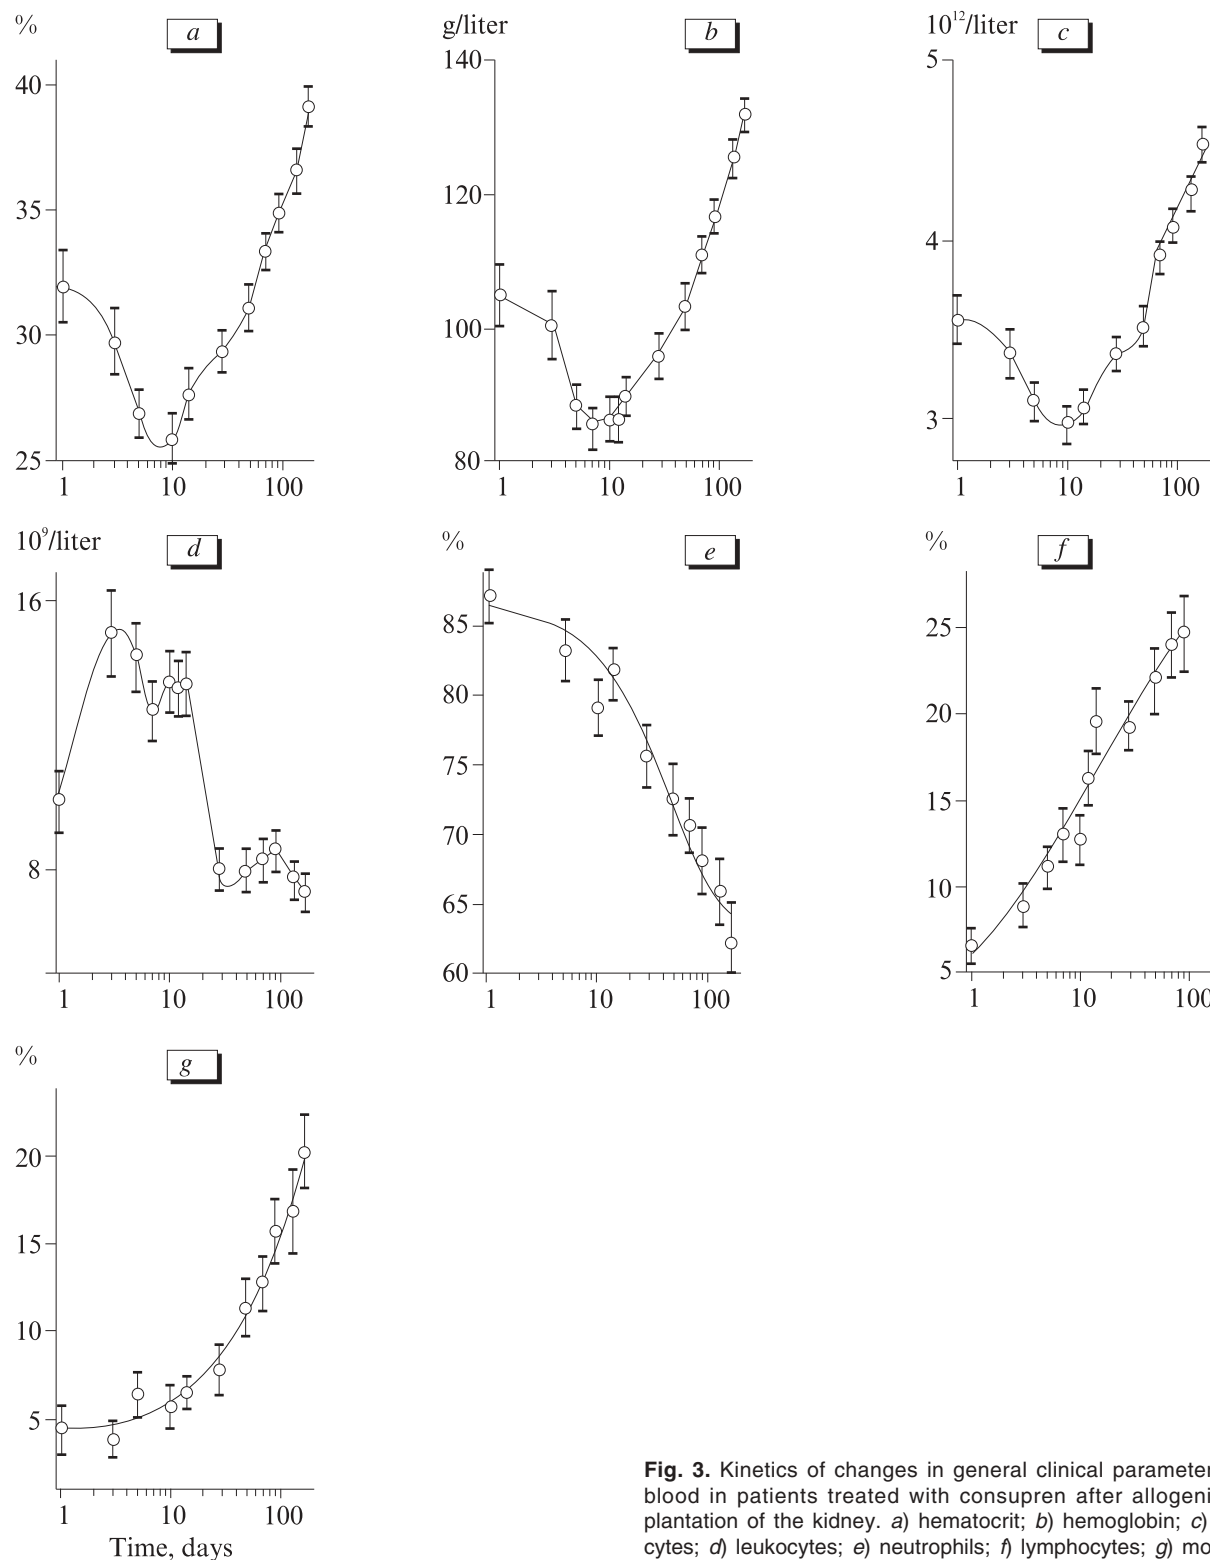 % a
40
35
30
25
1 10 100
g/liter b
140
120
100
80
1 10 100
10¹²/liter c
5
4
3
1 10 100
10⁹/liter d
16
8
1 10 100
% e
85
80
75
70
65
60
1 10 100
% f
25
20
15
10
5
1 10 100
% g
20
15
10
5
1 10 100
Time, days
Fig. 3. Kinetics of changes in general clinical parameter
blood in patients treated with consupren after allogeni
plantation of the kidney. a) hematocrit; b) hemoglobin; c)
cytes; d) leukocytes; e) neutrophils; f) lymphocytes; g) mo